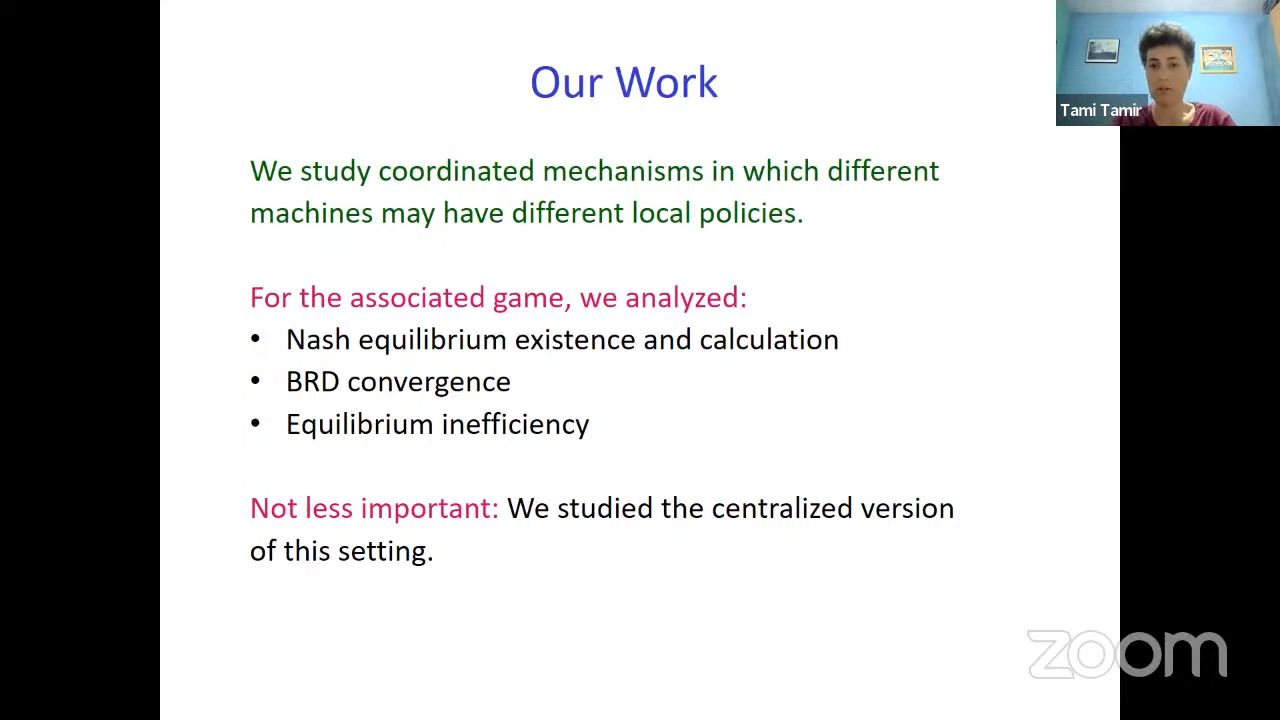 Our Work
Tami Tamir
We study coordinated mechanisms in which different
machines may have different local policies.
For the associated game, we analyzed:
• Nash equilibrium existence and calculation
• BRD convergence
• Equilibrium inefficiency
Not less important: We studied the centralized version
of this setting.
zoom